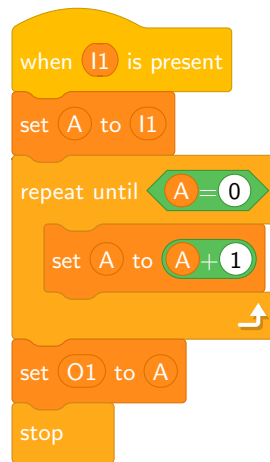 when I1 is present
set A to I1
repeat until A = 0
set A to A + 1
set O1 to A
stop